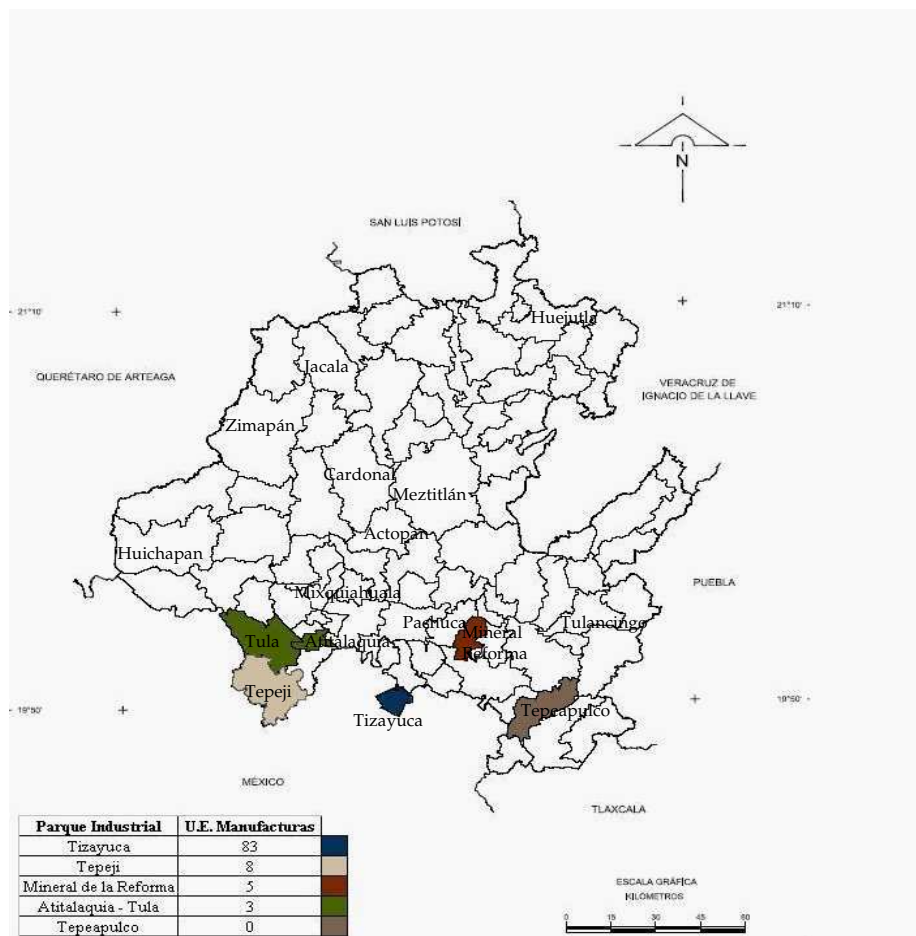 N
SAN LUIS POTOSÍ
21°10'
21°10'
Huejutla
Jacala
QUERÉTARO DE ARTEAGA
VERACRUZ DE
IGNACIO DE LA LLAVE
Zimapán
Cardonal
Meztitlán
Actopan
Huichapan
PUEBLA
Mixquiahuala
Pachuca
Tulancingo
Mineral
Reforma
Tula
Atitalaquia
Tepeji
19°50'
19°50'
Tizayuca
Tepeapulco
MÉXICO
TLAXCALA
Parque Industrial U.E. Manufacturas
Tizayuca 83
Tepeji 8
Mineral de la Reforma 5
Atitalaquia - Tula 3
Tepeapulco 0
ESCALA GRÁFICA
KILÓMETROS
0 15 30 45 60